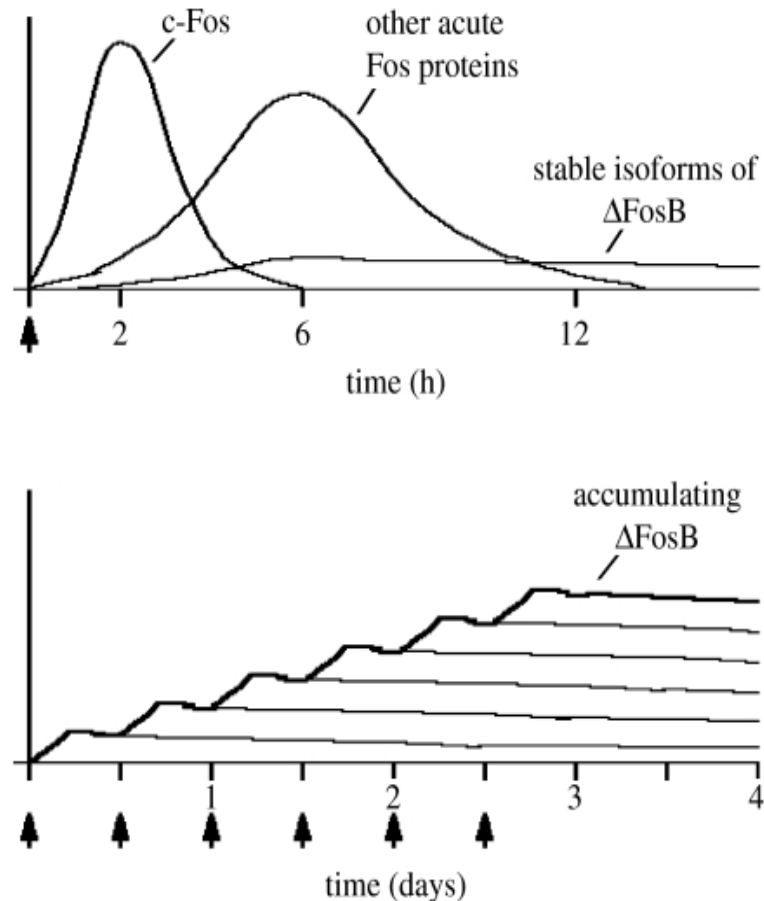 c-Fos
other acute
Fos proteins
stable isoforms of
ΔFosB
2 6 12
time (h)
accumulating
ΔFosB
1 2 3 4
time (days)